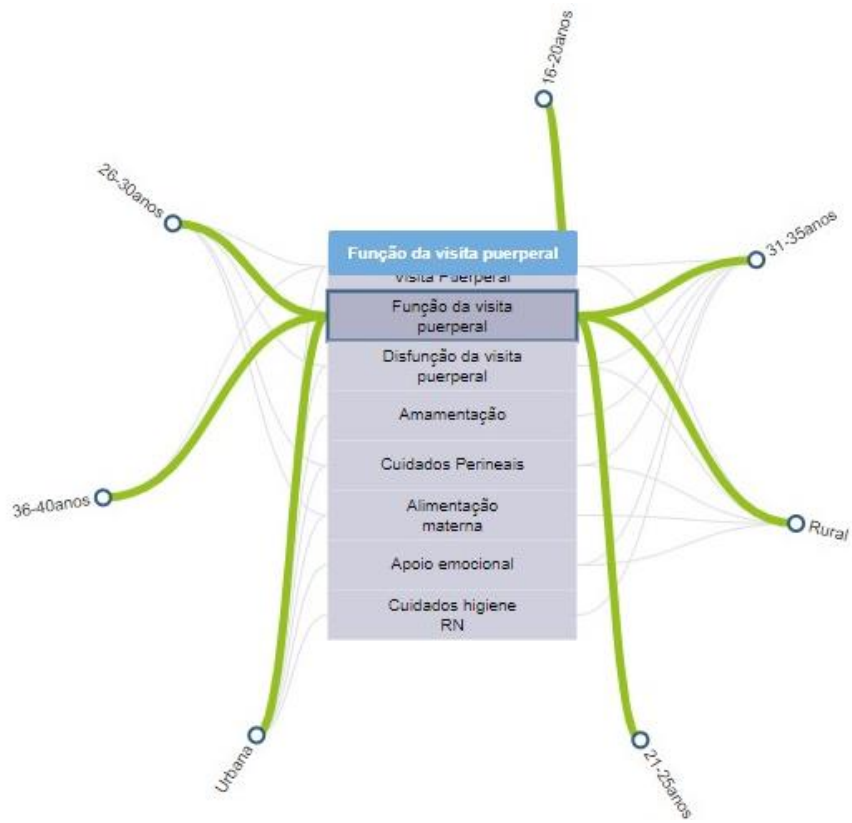 16-20anos
26-30anos
31-35anos
Função da visita puerperal
Visita Puerperal
Função da visita
puerperal
Disfunção da visita
puerperal
Amamentação
Cuidados Perineais
36-40anos
Alimentação
materna
Rural
Apoio emocional
Cuidados higiene
RN
Urbana
21-25anos